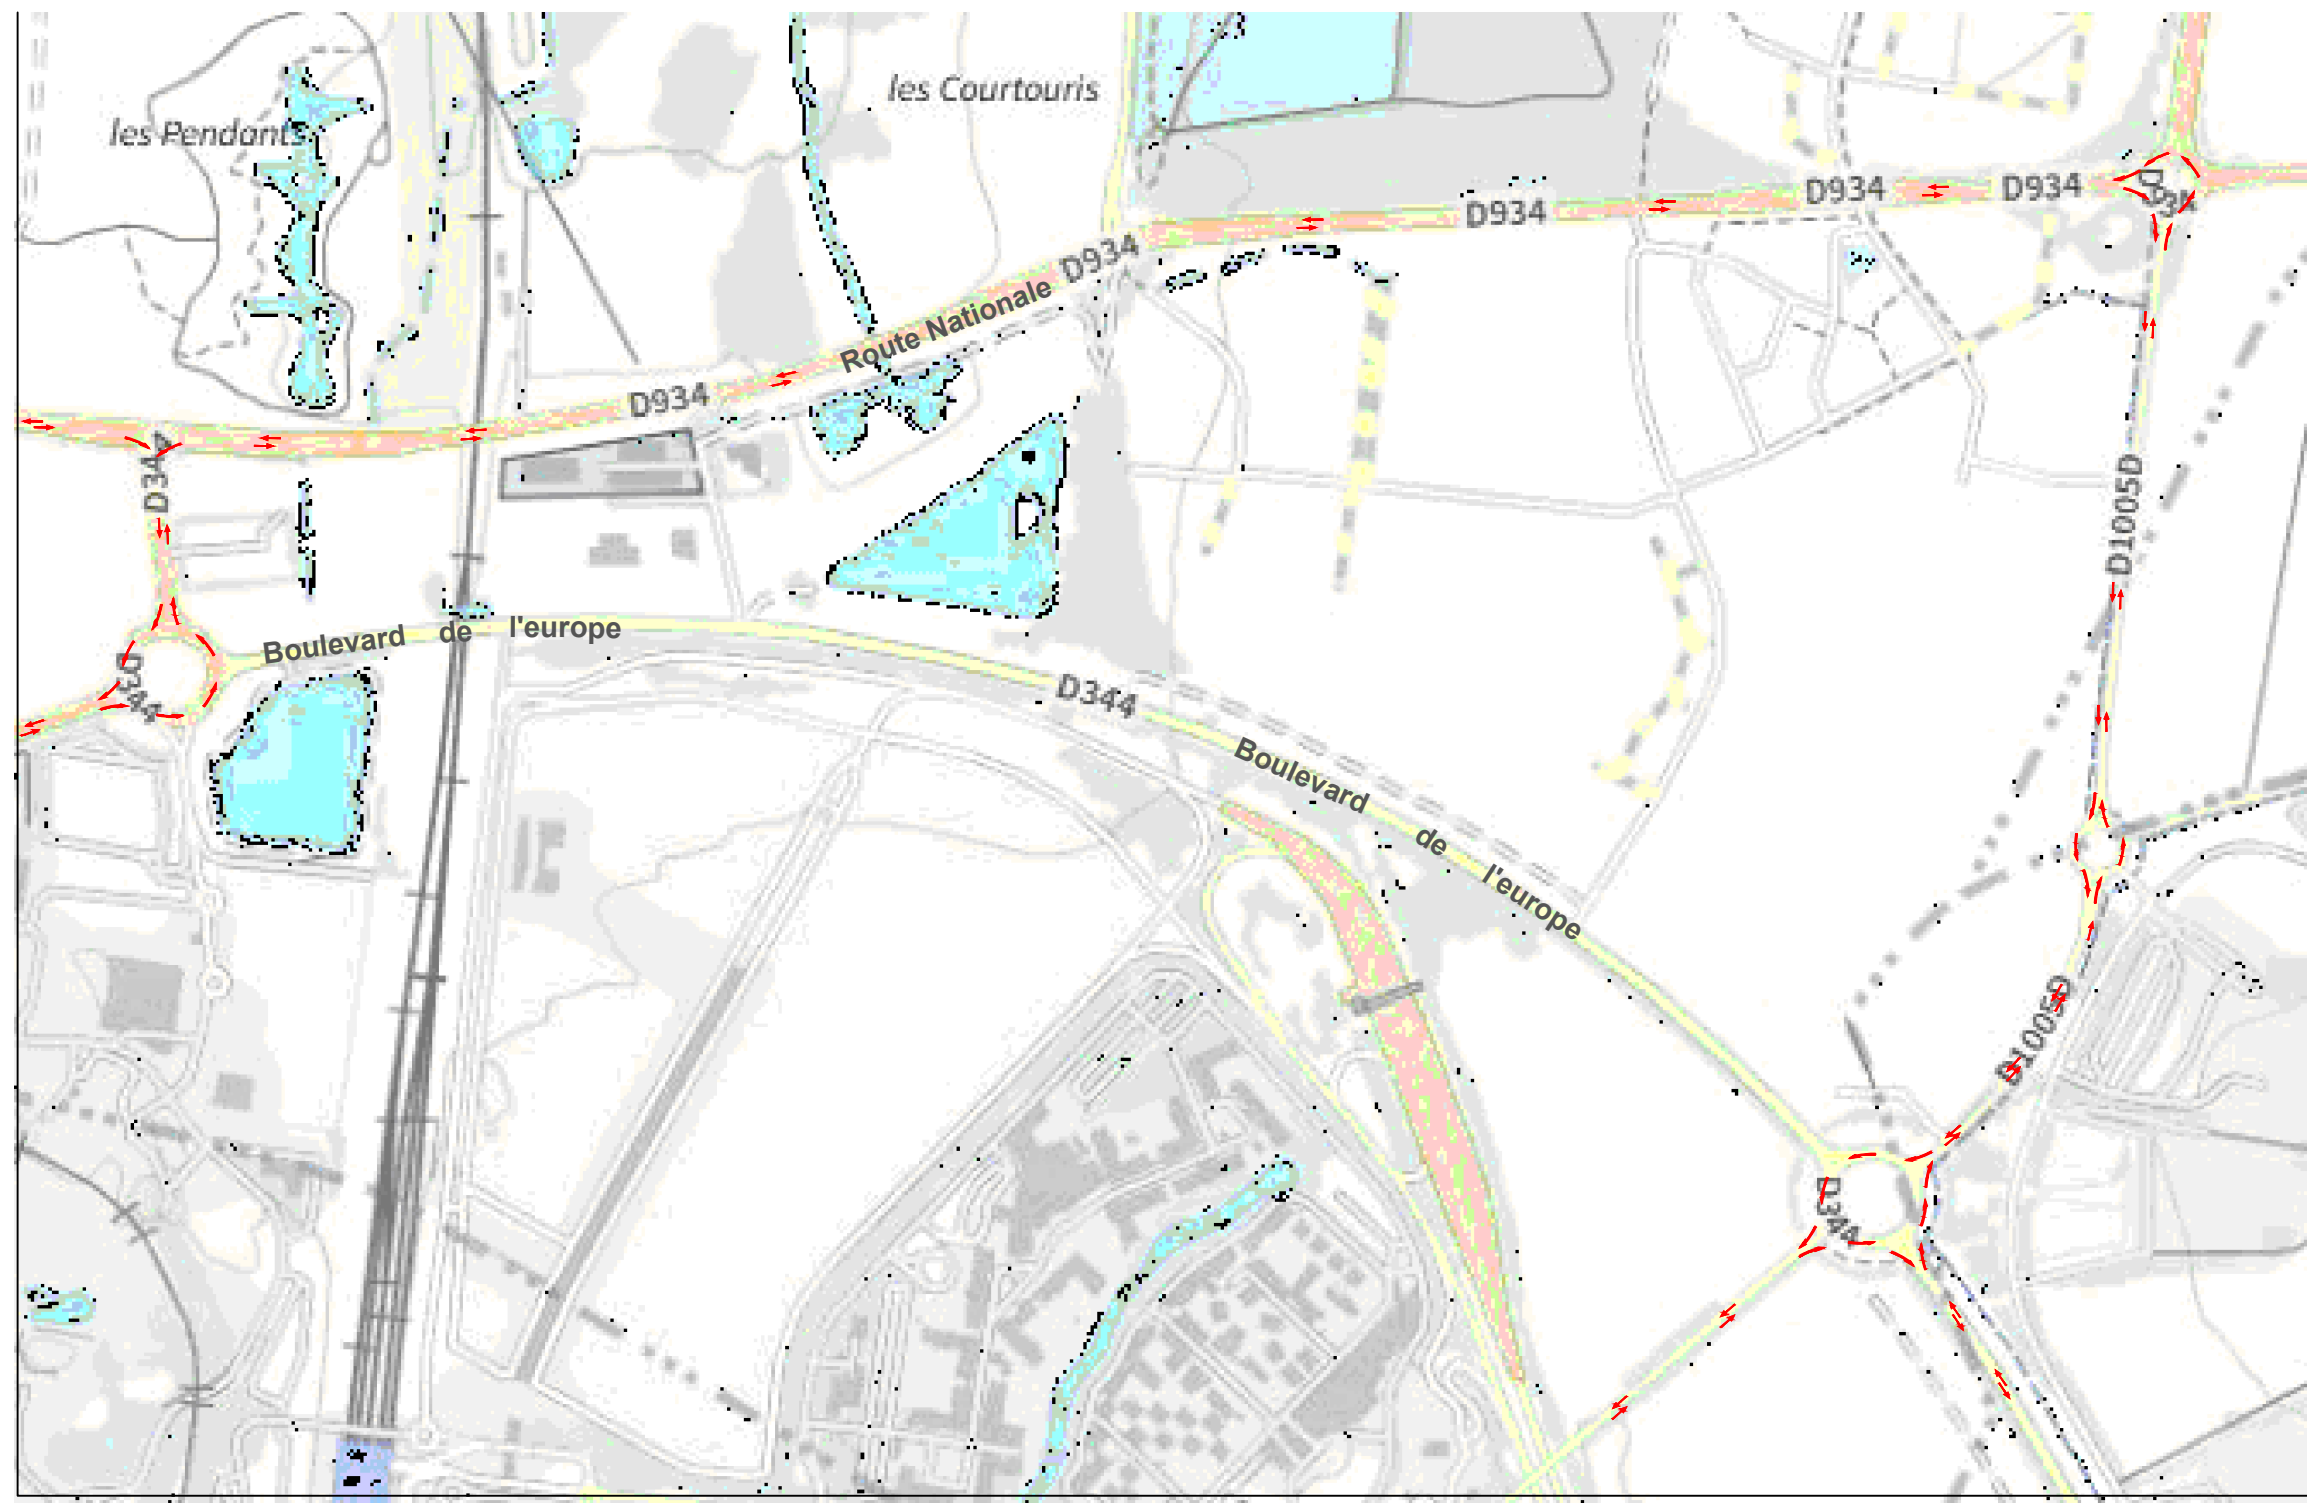 les Courtouris
les Pendants
D934
D934
D934
D934
D934
Route Nationale
D934
D344
D1005D
Boulevard de l'europe
D344
D344
Boulevard de l'europe
D1005D
D344